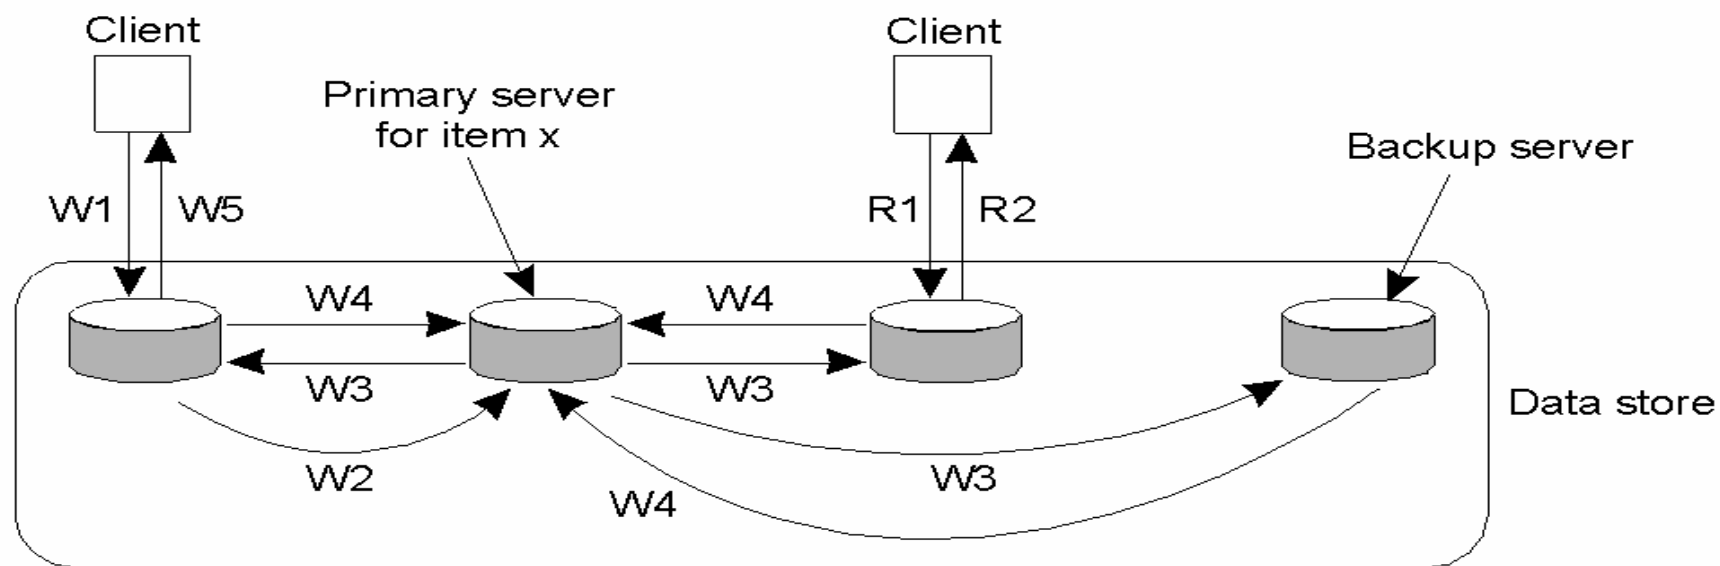 Client
Client
Primary server
for item x
Backup server
W1
W5
R1
R2
W4
W4
W3
W3
Data store
W2
W3
W4